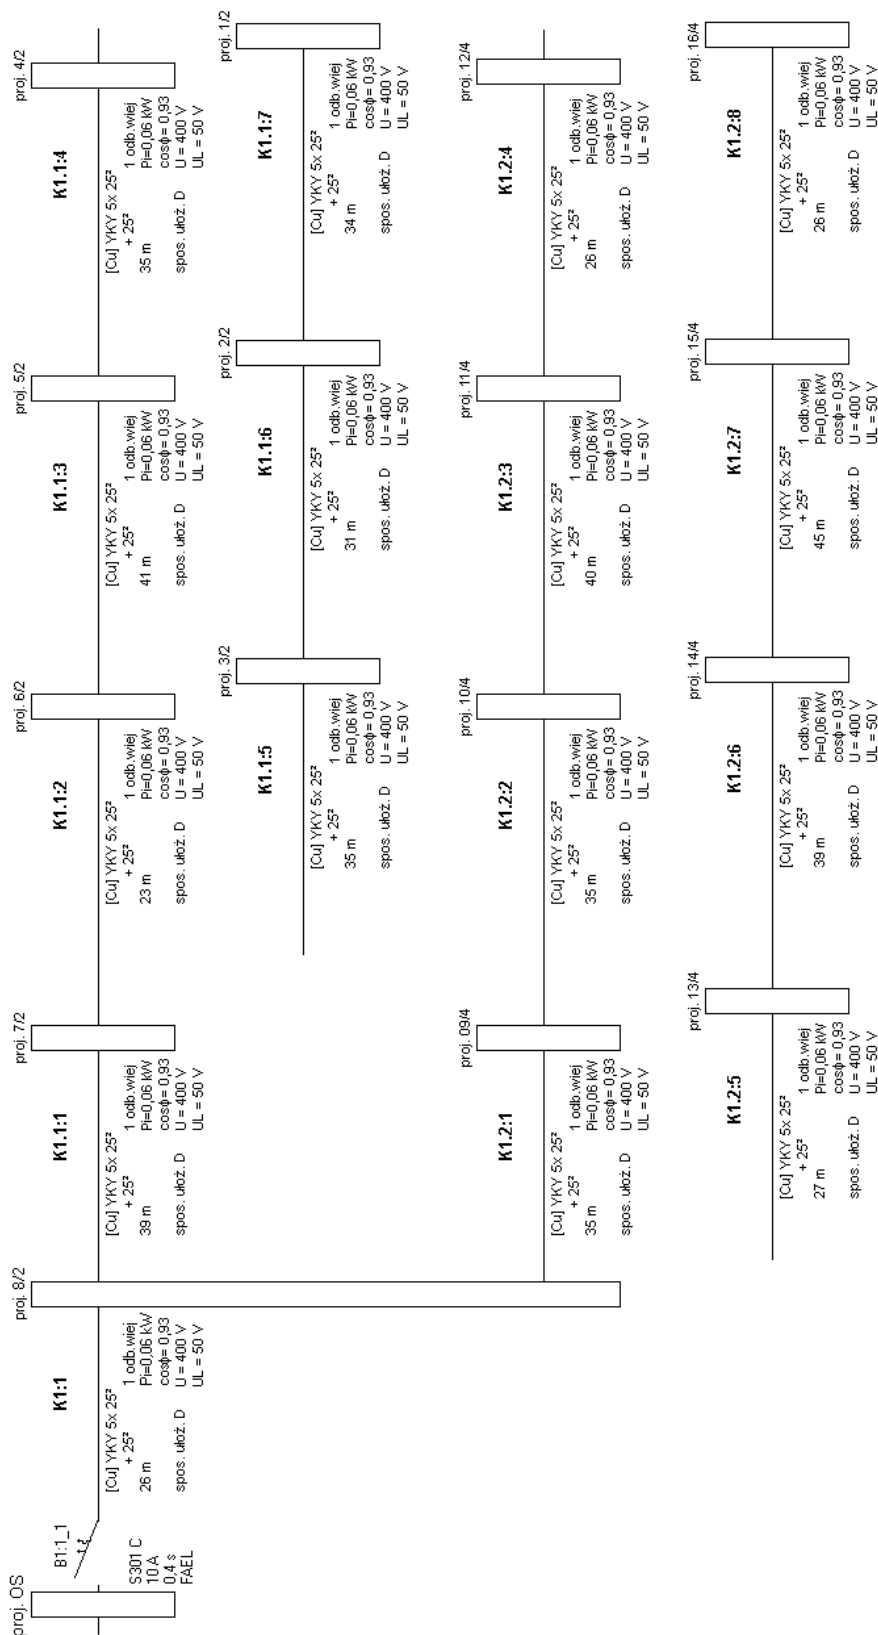 proj. OS
B1:1_1
S301 C
10 A
0,4 s
FAEL
K1:1
[Cu] YKY 5x 25²
+ 25²
26 m
spos. ułoż. D
proj. 8/2
1 odb.wiej
Pi=0,06 kW
cosϕ= 0,93
U = 400 V
UL = 50 V
K1.1:1
[Cu] YKY 5x 25²
+ 25²
39 m
spos. ułoż. D
proj. 7/2
1 odb.wiej
Pi=0,06 kW
cosϕ= 0,93
U = 400 V
UL = 50 V
K1.1:2
[Cu] YKY 5x 25²
+ 25²
23 m
spos. ułoż. D
proj. 6/2
1 odb.wiej
Pi=0,06 kW
cosϕ= 0,93
U = 400 V
UL = 50 V
K1.1:3
[Cu] YKY 5x 25²
+ 25²
41 m
spos. ułoż. D
proj. 5/2
1 odb.wiej
Pi=0,06 kW
cosϕ= 0,93
U = 400 V
UL = 50 V
K1.1:4
[Cu] YKY 5x 25²
+ 25²
35 m
spos. ułoż. D
proj. 4/2
1 odb.wiej
Pi=0,06 kW
cosϕ= 0,93
U = 400 V
UL = 50 V
K1.1:5
[Cu] YKY 5x 25²
+ 25²
35 m
spos. ułoż. D
proj. 3/2
1 odb.wiej
Pi=0,06 kW
cosϕ= 0,93
U = 400 V
UL = 50 V
K1.1:6
[Cu] YKY 5x 25²
+ 25²
31 m
spos. ułoż. D
proj. 2/2
1 odb.wiej
Pi=0,06 kW
cosϕ= 0,93
U = 400 V
UL = 50 V
K1.1:7
[Cu] YKY 5x 25²
+ 25²
34 m
spos. ułoż. D
proj. 1/2
1 odb.wiej
Pi=0,06 kW
cosϕ= 0,93
U = 400 V
UL = 50 V
K1.2:1
[Cu] YKY 5x 25²
+ 25²
35 m
spos. ułoż. D
proj. 09/4
1 odb.wiej
Pi=0,06 kW
cosϕ= 0,93
U = 400 V
UL = 50 V
K1.2:2
[Cu] YKY 5x 25²
+ 25²
35 m
spos. ułoż. D
proj. 10/4
1 odb.wiej
Pi=0,06 kW
cosϕ= 0,93
U = 400 V
UL = 50 V
K1.2:3
[Cu] YKY 5x 25²
+ 25²
40 m
spos. ułoż. D
proj. 11/4
1 odb.wiej
Pi=0,06 kW
cosϕ= 0,93
U = 400 V
UL = 50 V
K1.2:4
[Cu] YKY 5x 25²
+ 25²
26 m
spos. ułoż. D
proj. 12/4
1 odb.wiej
Pi=0,06 kW
cosϕ= 0,93
U = 400 V
UL = 50 V
K1.2:5
[Cu] YKY 5x 25²
+ 25²
27 m
spos. ułoż. D
proj. 13/4
1 odb.wiej
Pi=0,06 kW
cosϕ= 0,93
U = 400 V
UL = 50 V
K1.2:6
[Cu] YKY 5x 25²
+ 25²
39 m
spos. ułoż. D
proj. 14/4
1 odb.wiej
Pi=0,06 kW
cosϕ= 0,93
U = 400 V
UL = 50 V
K1.2:7
[Cu] YKY 5x 25²
+ 25²
45 m
spos. ułoż. D
proj. 15/4
1 odb.wiej
Pi=0,06 kW
cosϕ= 0,93
U = 400 V
UL = 50 V
K1.2:8
[Cu] YKY 5x 25²
+ 25²
26 m
spos. ułoż. D
proj. 16/4
1 odb.wiej
Pi=0,06 kW
cosϕ= 0,93
U = 400 V
UL = 50 V